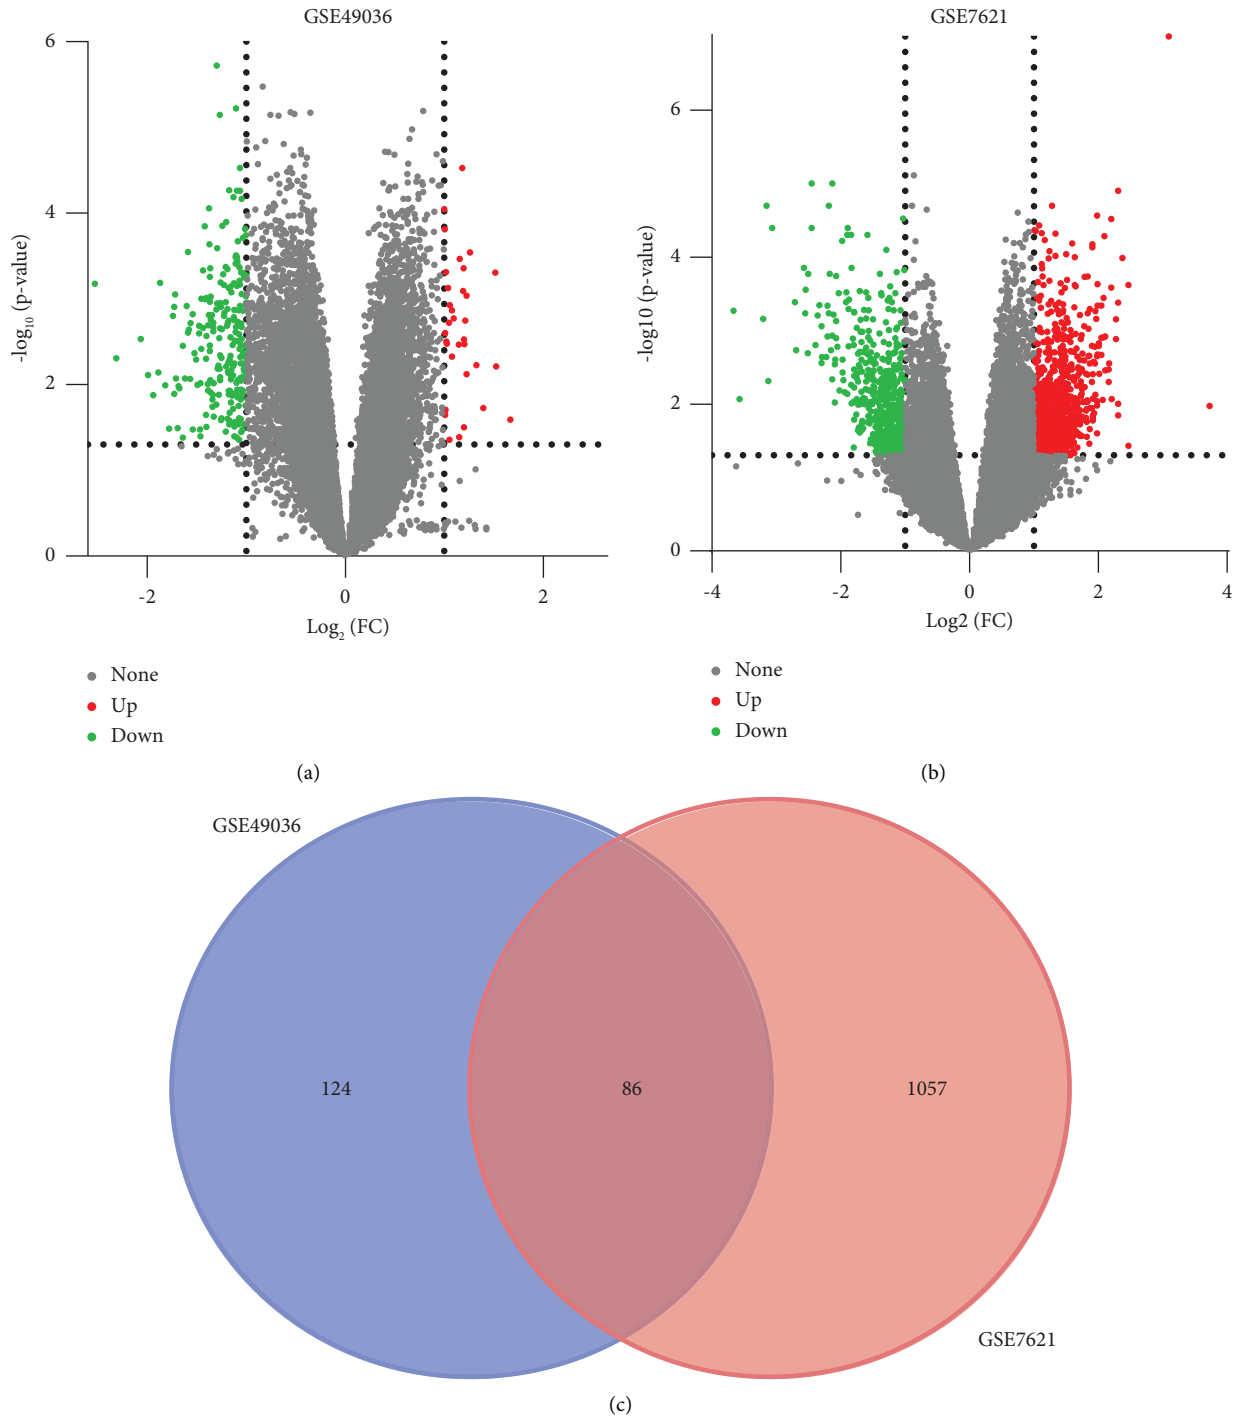 GSE49036
6
4
2
0
-log10 (p-value)
-2
0
2
Log2 (FC)
None
Up
Down
(a)
GSE7621
6
4
2
0
-log10 (p-value)
-4
-2
0
2
4
Log2 (FC)
None
Up
Down
(b)
GSE49036
124
86
1057
GSE7621
(c)